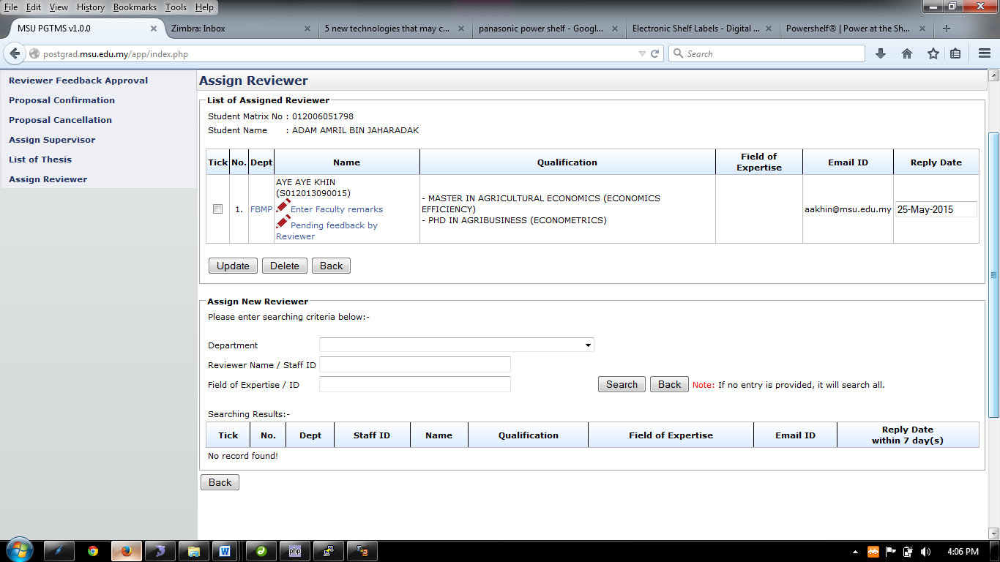 File Edit View History Bookmarks Tools Help
MSU PGTMS v1.0.0 Zimbra: Inbox 5 new technologies that may c... panasonic power shelf - Googl... Electronic Shelf Labels - Digital ... Powershelf® | Power at the Sh...
postgrad.msu.edu.my/app/index.php Search
Reviewer Feedback Approval
Proposal Confirmation
Proposal Cancellation
Assign Supervisor
List of Thesis
Assign Reviewer
Assign Reviewer
List of Assigned Reviewer
Student Matrix No : 012006051798
Student Name : ADAM AMRIL BIN JAHARADAK
Tick No. Dept Name Qualification Field of Expertise Email ID Reply Date
1. FBMP AYE AYE KHIN
(S012013090015)
Enter Faculty remarks
Pending feedback by
Reviewer
- MASTER IN AGRICULTURAL ECONOMICS (ECONOMICS
EFFICIENCY)
- PHD IN AGRIBUSINESS (ECONOMETRICS)
aakhin@msu.edu.my 25-May-2015
Update Delete Back
Assign New Reviewer
Please enter searching criteria below:-
Department
Reviewer Name / Staff ID
Field of Expertise / ID Search Back Note: If no entry is provided, it will search all.
Searching Results:-
Tick No. Dept Staff ID Name Qualification Field of Expertise Email ID Reply Date
within 7 day(s)
No record found!
Back
php
4:06 PM